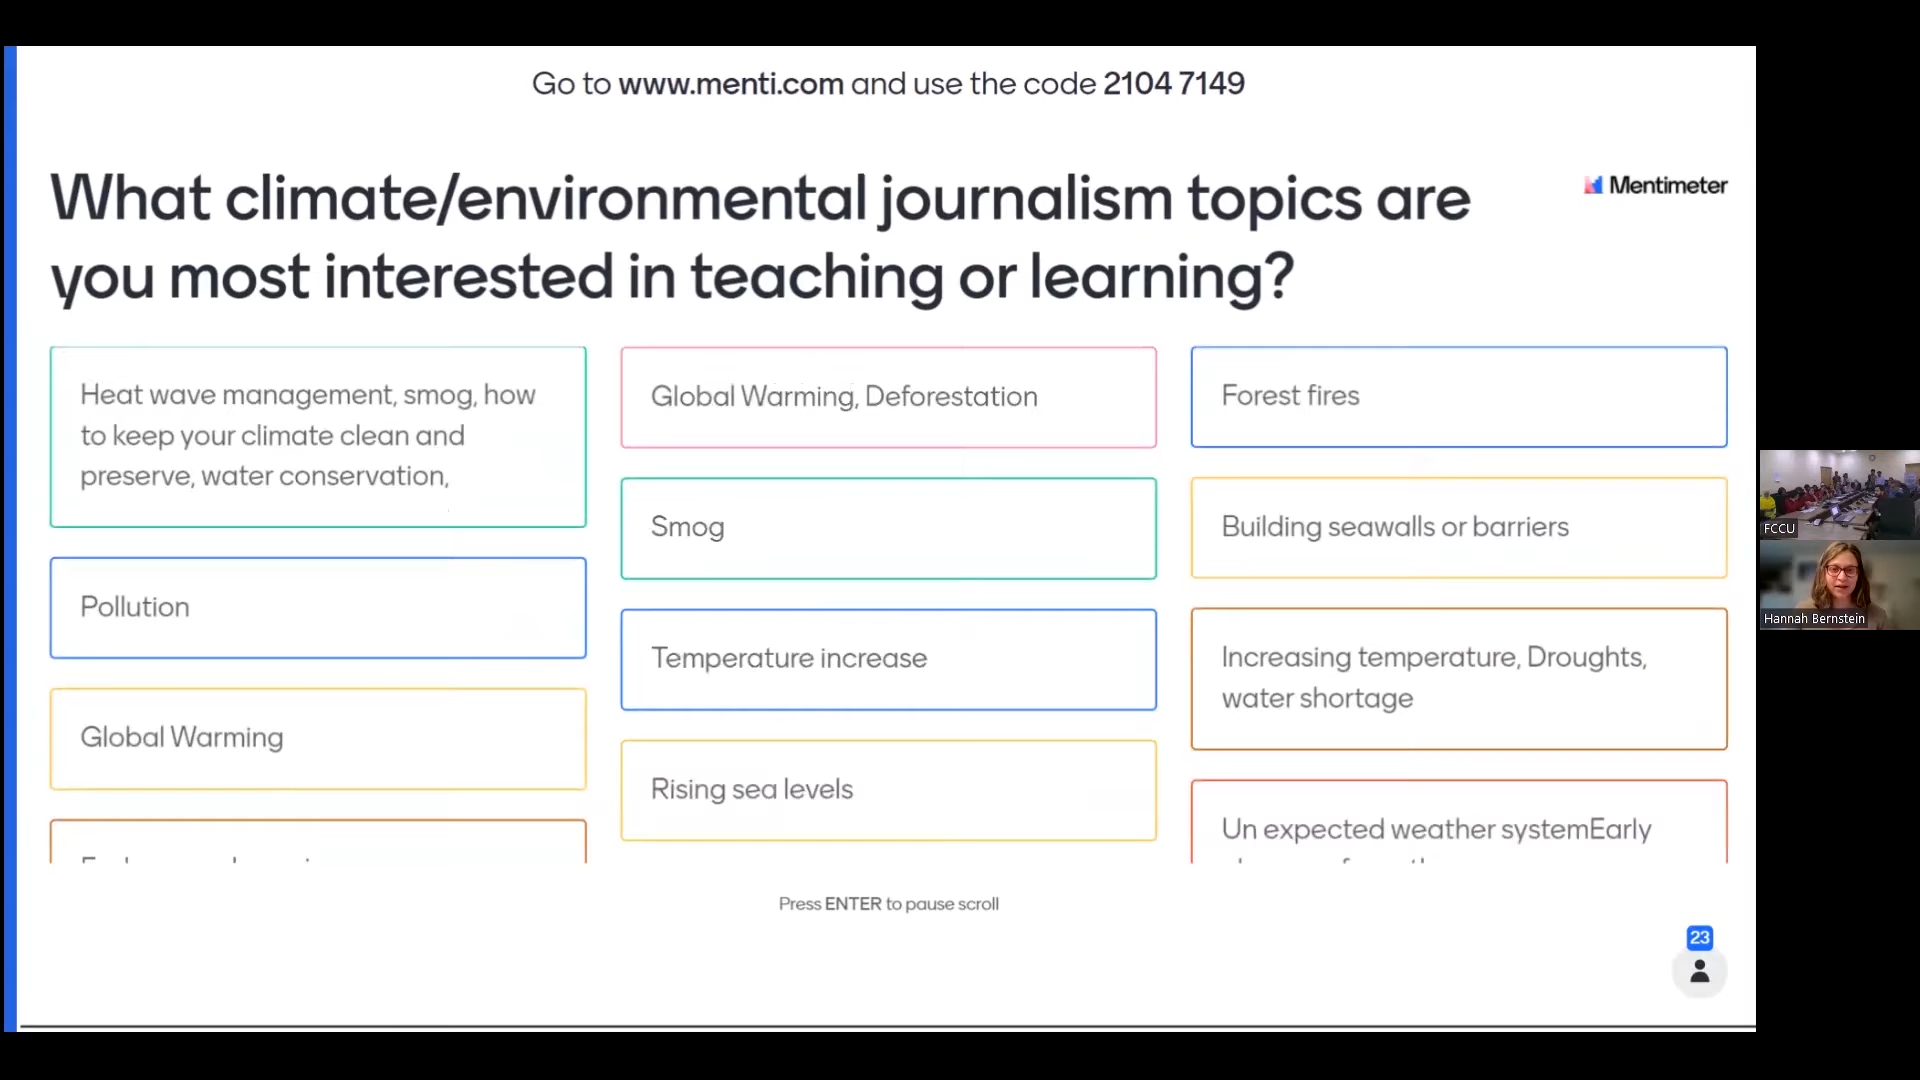 Go to www.menti.com and use the code 2104 7149
What climate/environmental journalism topics are
you most interested in teaching or learning?
Mentimeter
Heat wave management, smog, how
to keep your climate clean and
preserve, water conservation,
Pollution
Global Warming
Global Warming, Deforestation
Smog
Temperature increase
Rising sea levels
Forest fires
Building seawalls or barriers
Increasing temperature, Droughts,
water shortage
Un expected weather systemEarly
Press ENTER to pause scroll
23
FCCU
Hannah Bernstein